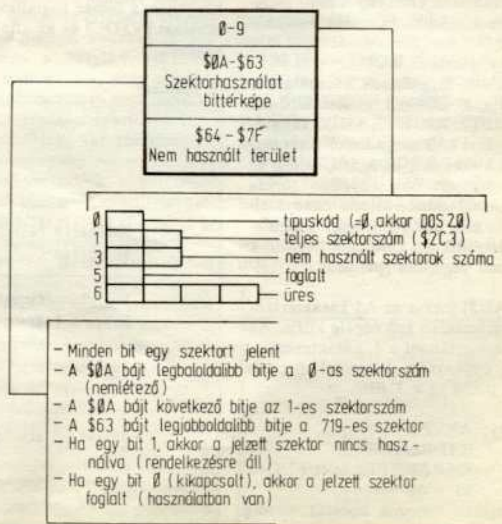 Ø-9
$ØA-$63
Szektorhasználat
bittérképe
$64-$7F
Nem használt terület
Ø
tipuskód (=Ø, akkor DOS 2.Ø)
1
teljes szektorszám ($2C3)
3
nem használt szektorok száma
5
foglalt
6
üres
- Minden bit egy szektort jelent
- A $ØA bájt legbaloldalibb bitje a Ø-as szektorszám
(nemlétező)
- A $ØA bájt következő bitje az 1-es szektorszám
- A $63 bájt legjobboldalibb bitje a 719-es szektor
- Ha egy bit 1, akkor a jelzett szektor nincs hasz-
nálva (rendelkezésre áll)
- Ha egy bit Ø (kikapcsolt), akkor a jelzett szektor
foglalt (használatban van)